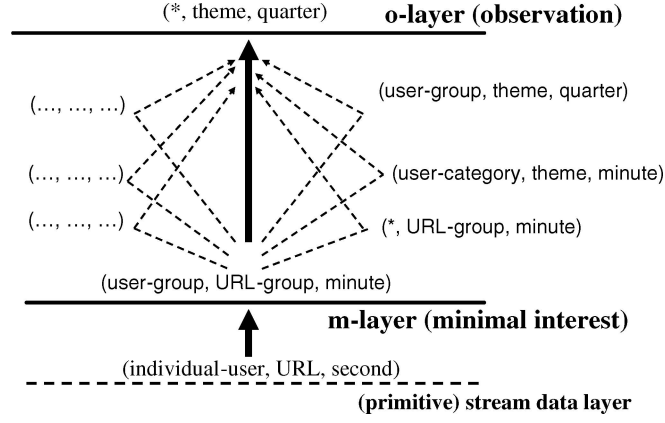 (*, theme, quarter)
o-layer (observation)
(…, …, …)
(user-group, theme, quarter)
(…, …, …)
(user-category, theme, minute)
(…, …, …)
(*, URL-group, minute)
(user-group, URL-group, minute)
m-layer (minimal interest)
(individual-user, URL, second)
(primitive) stream data layer